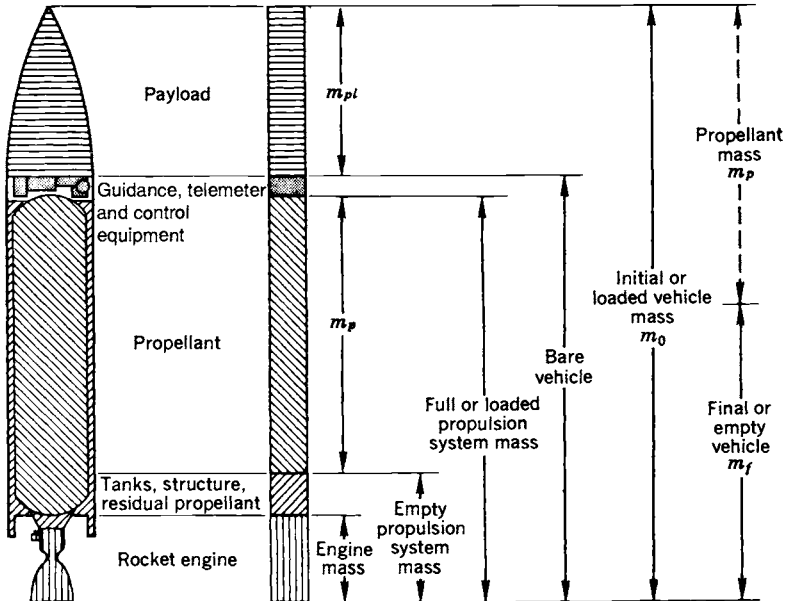 Payload
Guidance, telemeter
and control
equipment
Propellant
Tanks, structure,
residual propellant
Rocket engine
m_pl
m_p
Engine
mass
Empty
propulsion
system
mass
Full or loaded
propulsion
system mass
Bare
vehicle
Initial or
loaded vehicle
mass
m_0
Propellant
mass
m_p
Final or
empty
vehicle
m_f